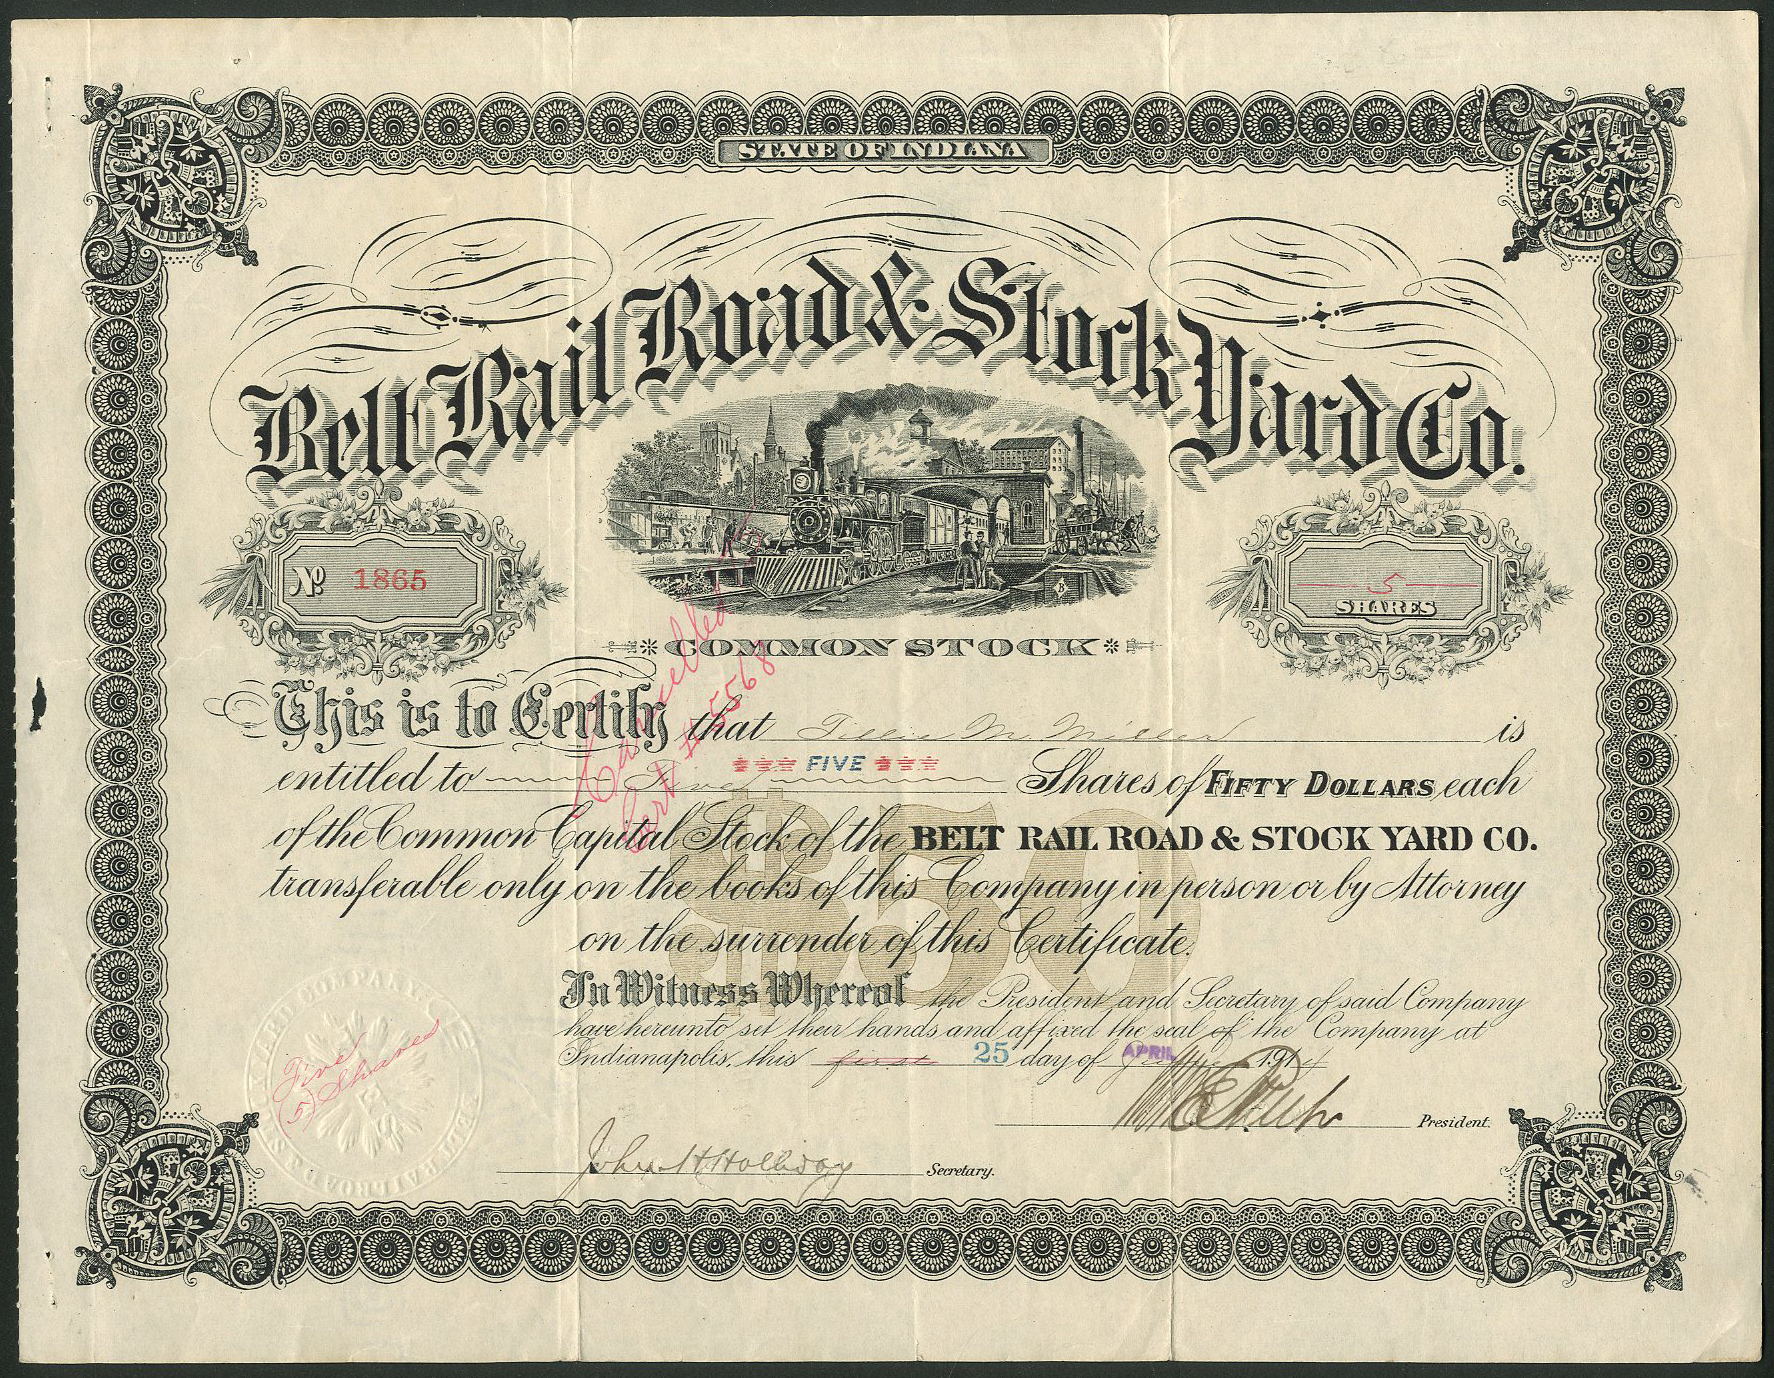 STATE OF INDIANA
Belt Rail Road & Stock Yard Co.
No 1865
5
SHARES
COMMON STOCK
Cancelled
Cert # 5568
This is to Certify that Tillie M. Miller is
entitled to Five *** FIVE *** Shares of FIFTY DOLLARS each
of the Common Capital Stock of the BELT RAIL ROAD & STOCK YARD CO.
transferable only on the books of this Company in person or by Attorney
on the surrender of this Certificate.
$50
In Witness Whereof the President and Secretary of said Company
have hereunto set their hands and affixed the seal of the Company at
Indianapolis, this first 25 day of APRIL 1914
Five
(5) Shares
President.
John H Holliday Secretary.